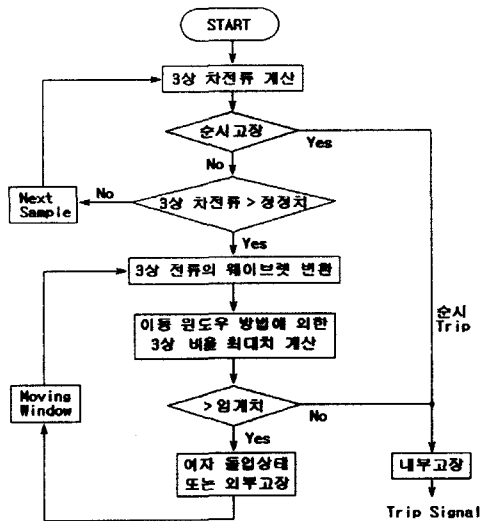 START
3상 차전류 계산
순시고장
Yes
No
3상 차전류 > 정정치
No
Next
Sample
Yes
3상 전류의 웨이브렛 변환
이동 윈도우 방법에 의한
3상 비율 최대치 계산
순시
Trip
Moving
Window
> 임계치
No
Yes
여자 돌입상태
또는 외부고장
내부고장
Trip Signal